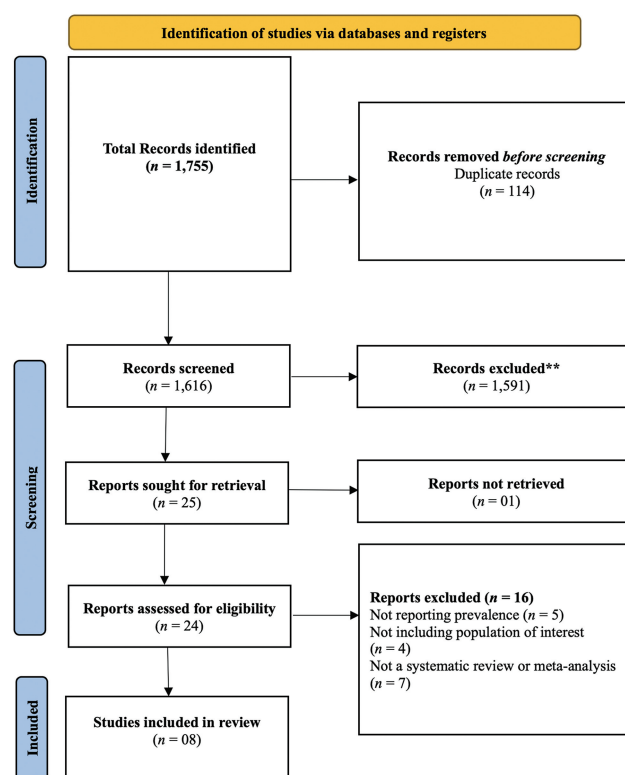 Identification of studies via databases and registers
Identification
Total Records identified
(n = 1,755)
Records removed before screening
Duplicate records
(n = 114)
Screening
Records screened
(n = 1,616)
Records excluded**
(n = 1,591)
Reports sought for retrieval
(n = 25)
Reports not retrieved
(n = 01)
Reports assessed for eligibility
(n = 24)
Reports excluded (n = 16)
Not reporting prevalence (n = 5)
Not including population of interest
(n = 4)
Not a systematic review or meta-analysis
(n = 7)
Included
Studies included in review
(n = 08)